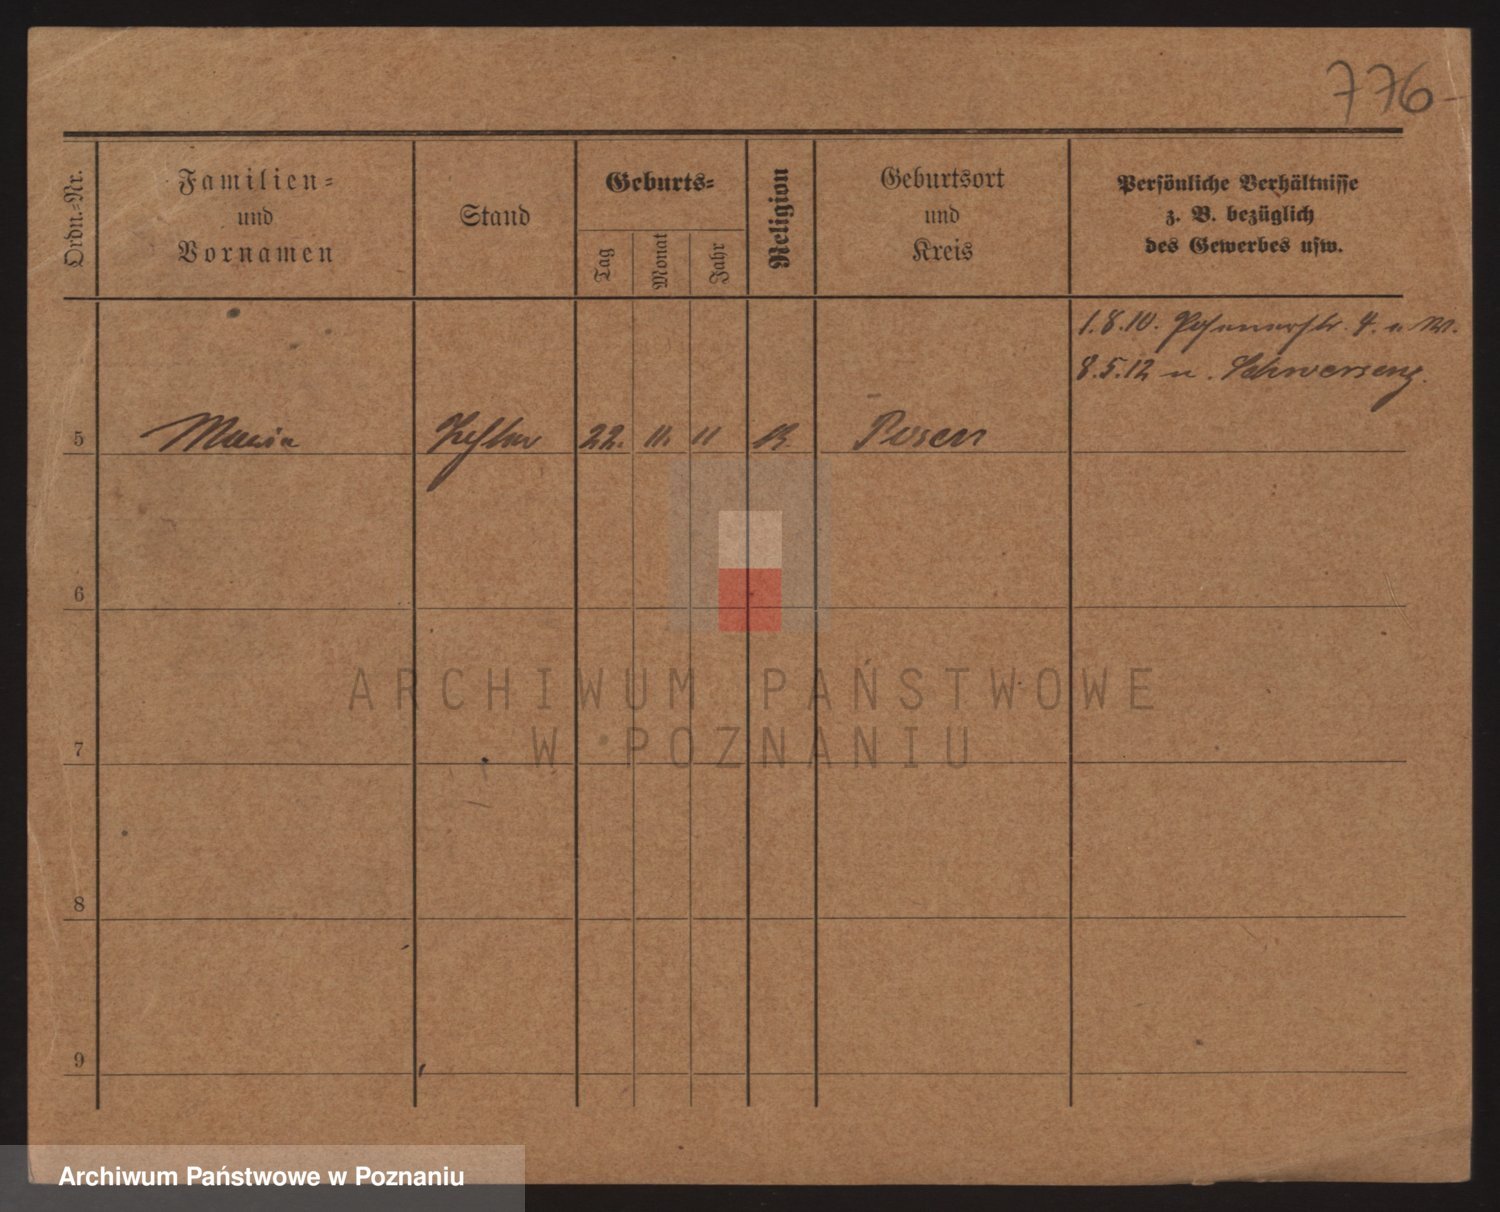 776
Ordn.-Nr.
Familien-
und
Vornamen
Stand
Geburts-
Tag
Monat
Jahr
Religion
Geburtsort
und
Kreis
Persönliche Verhältnisse
z. B. bezüglich
des Gewerbes usw.
1.8.10. Posenerstr. 4.
8.5.12 n. Schwersenz.
5 Maria Tochter 22. 11. 11 K. Posen
6
7
8
9
ARCHIWUM PAŃSTWOWE
W POZNANIU
Archiwum Państwowe w Poznaniu